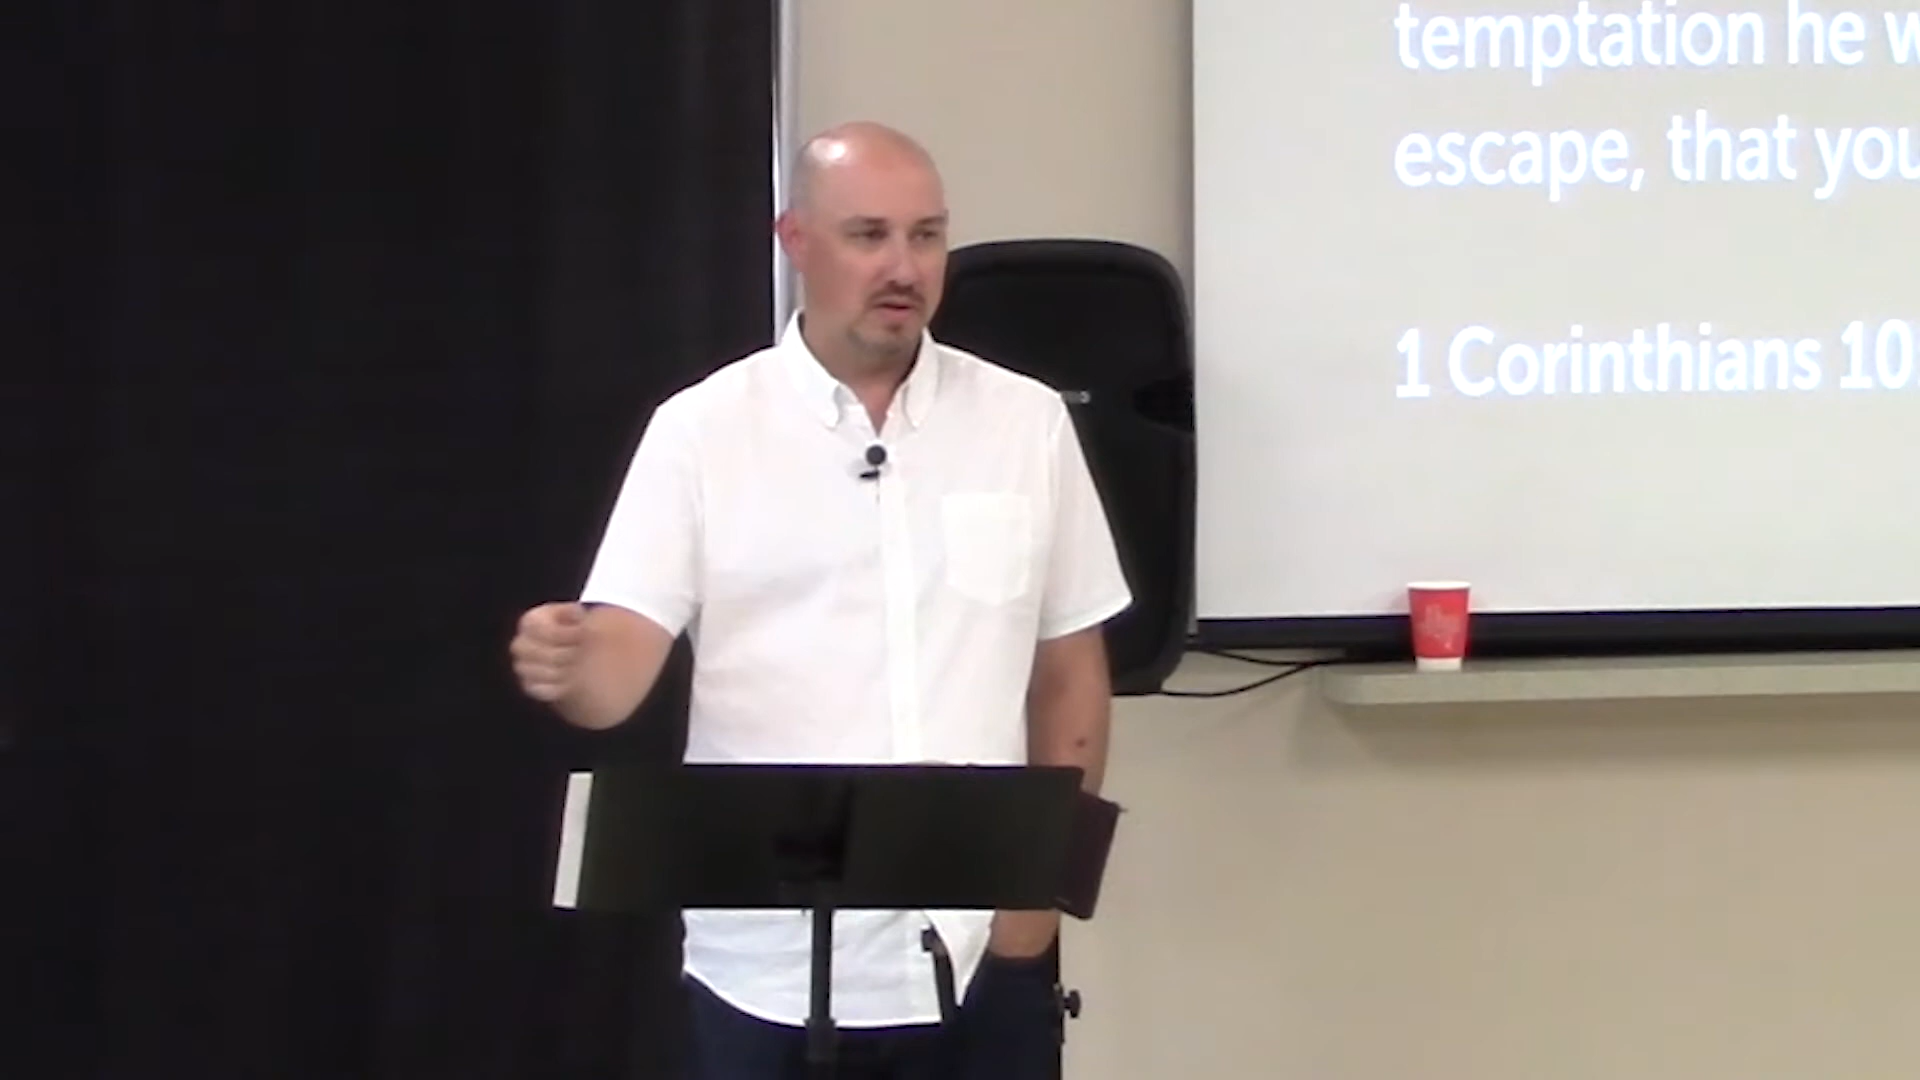 temptation he w
escape, that you
1 Corinthians 10: